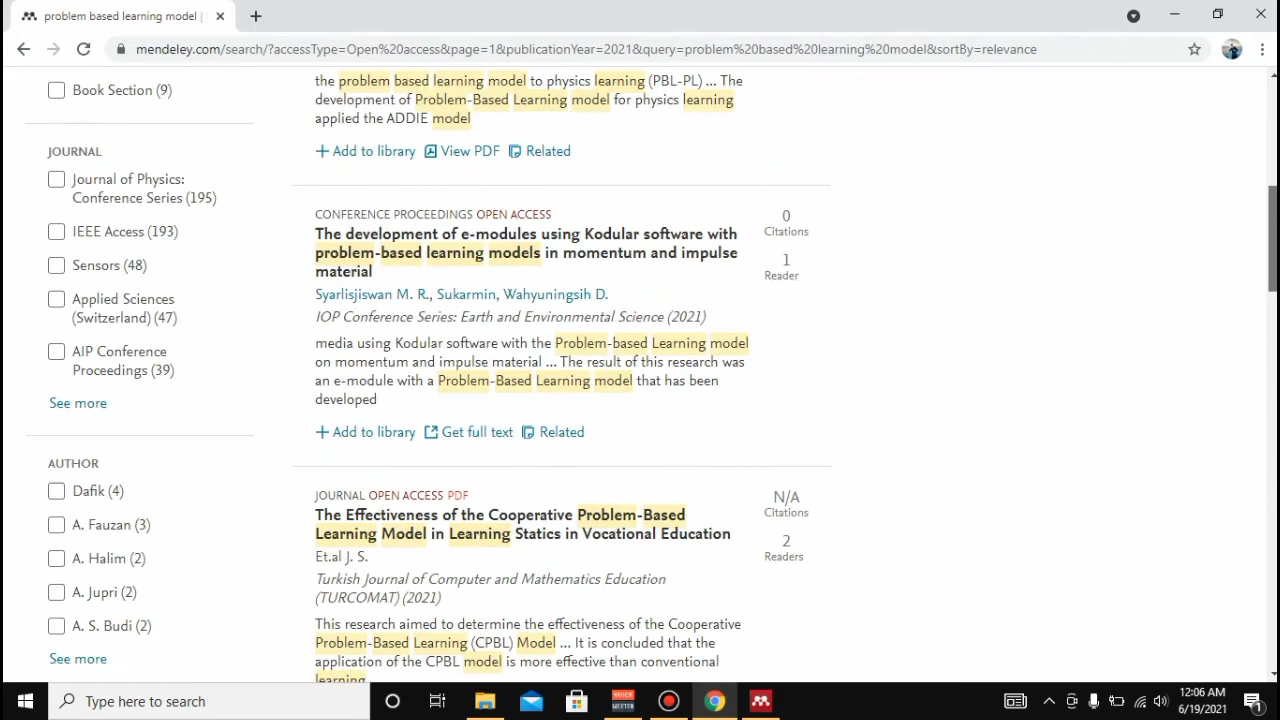 problem based learning model |
mendeley.com/search/?accessType=Open%20access&page=1&publicationYear=2021&query=problem%20based%20learning%20model&sortBy=relevance
Book Section (9)
JOURNAL
Journal of Physics:
Conference Series (195)
IEEE Access (193)
Sensors (48)
Applied Sciences
(Switzerland) (47)
AIP Conference
Proceedings (39)
See more
AUTHOR
Dafik (4)
A. Fauzan (3)
A. Halim (2)
A. Jupri (2)
A. S. Budi (2)
See more
the problem based learning model to physics learning (PBL-PL) ... The
development of Problem-Based Learning model for physics learning
applied the ADDIE model
Add to library View PDF Related
CONFERENCE PROCEEDINGS OPEN ACCESS
The development of e-modules using Kodular software with
problem-based learning models in momentum and impulse
material
Syarlisjiswan M. R., Sukarmin, Wahyuningsih D.
IOP Conference Series: Earth and Environmental Science (2021)
media using Kodular software with the Problem-based Learning model
on momentum and impulse material ... The result of this research was
an e-module with a Problem-Based Learning model that has been
developed
Add to library Get full text Related
0
Citations
1
Reader
JOURNAL OPEN ACCESS PDF
The Effectiveness of the Cooperative Problem-Based
Learning Model in Learning Statics in Vocational Education
Et.al J. S.
Turkish Journal of Computer and Mathematics Education
(TURCOMAT) (2021)
This research aimed to determine the effectiveness of the Cooperative
Problem-Based Learning (CPBL) Model ... It is concluded that the
application of the CPBL model is more effective than conventional
learning
N/A
Citations
2
Readers
Type here to search
VOICE
MEETER
12:06 AM
6/19/2021
1